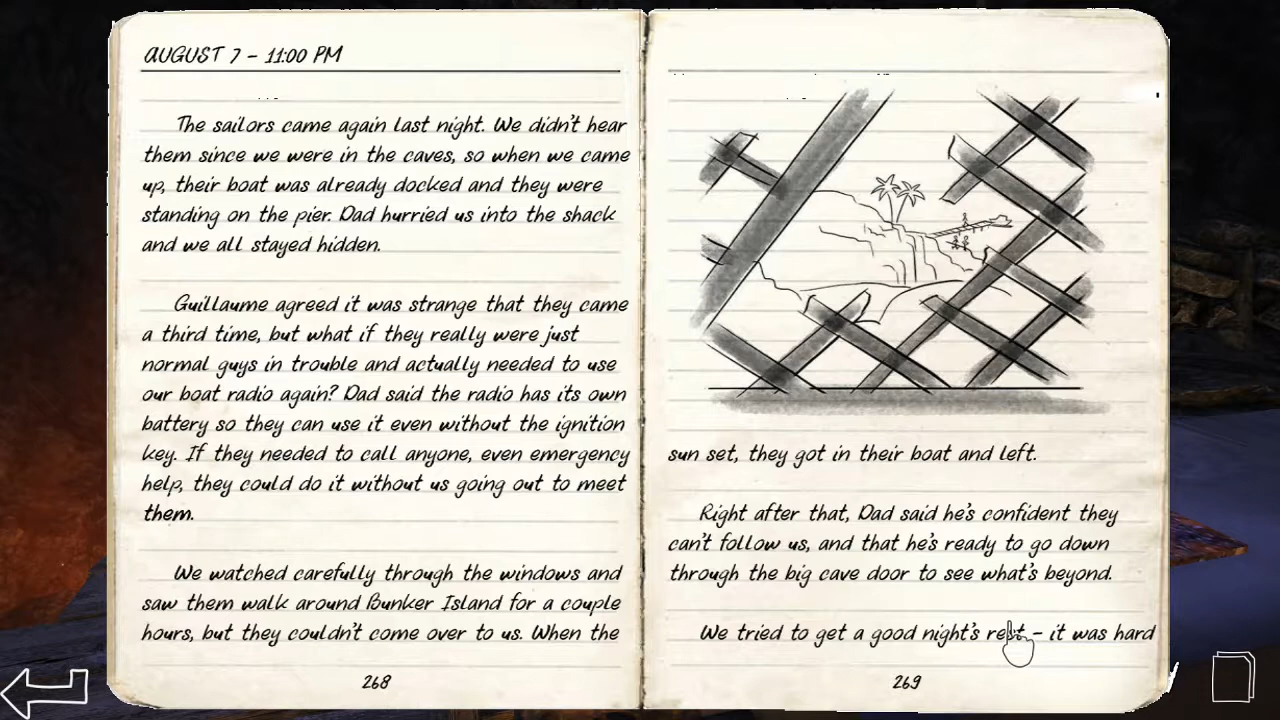 AUGUST 7 - 11:00 PM
The sailors came again last night. We didn't hear
them since we were in the caves, so when we came
up, their boat was already docked and they were
standing on the pier. Dad hurried us into the shack
and we all stayed hidden.
Guillaume agreed it was strange that they came
a third time, but what if they really were just
normal guys in trouble and actually needed to use
our boat radio again? Dad said the radio has its own
battery so they can use it even without the ignition
key. If they needed to call anyone, even emergency
help, they could do it without us going out to meet
them.
We watched carefully through the windows and
saw them walk around Bunker Island for a couple
hours, but they couldn't come over to us. When the
268
sun set, they got in their boat and left.
Right after that, Dad said he's confident they
can't follow us, and that he's ready to go down
through the big cave door to see what's beyond.
We tried to get a good night's rest - it was hard
269